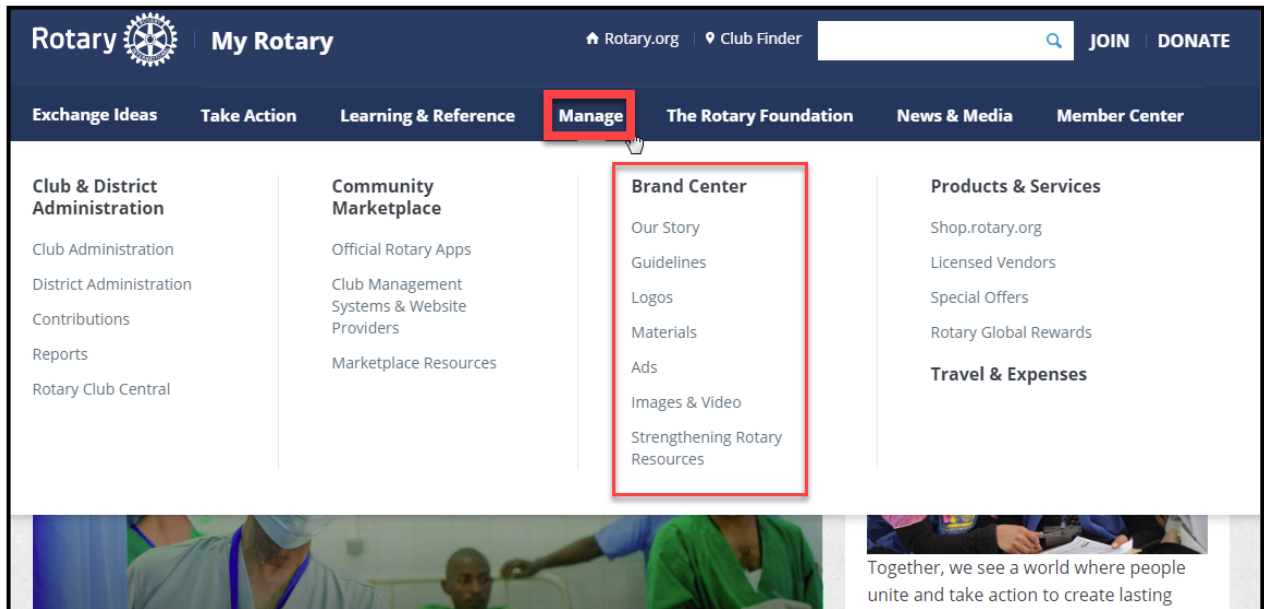 Rotary
My Rotary
Rotary.org
Club Finder
JOIN
DONATE
Exchange Ideas
Take Action
Learning & Reference
Manage
The Rotary Foundation
News & Media
Member Center
Club & District
Administration
Club Administration
District Administration
Contributions
Reports
Rotary Club Central
Community
Marketplace
Official Rotary Apps
Club Management
Systems & Website
Providers
Marketplace Resources
Brand Center
Our Story
Guidelines
Logos
Materials
Ads
Images & Video
Strengthening Rotary
Resources
Products & Services
Shop.rotary.org
Licensed Vendors
Special Offers
Rotary Global Rewards
Travel & Expenses
Together, we see a world where people
unite and take action to create lasting